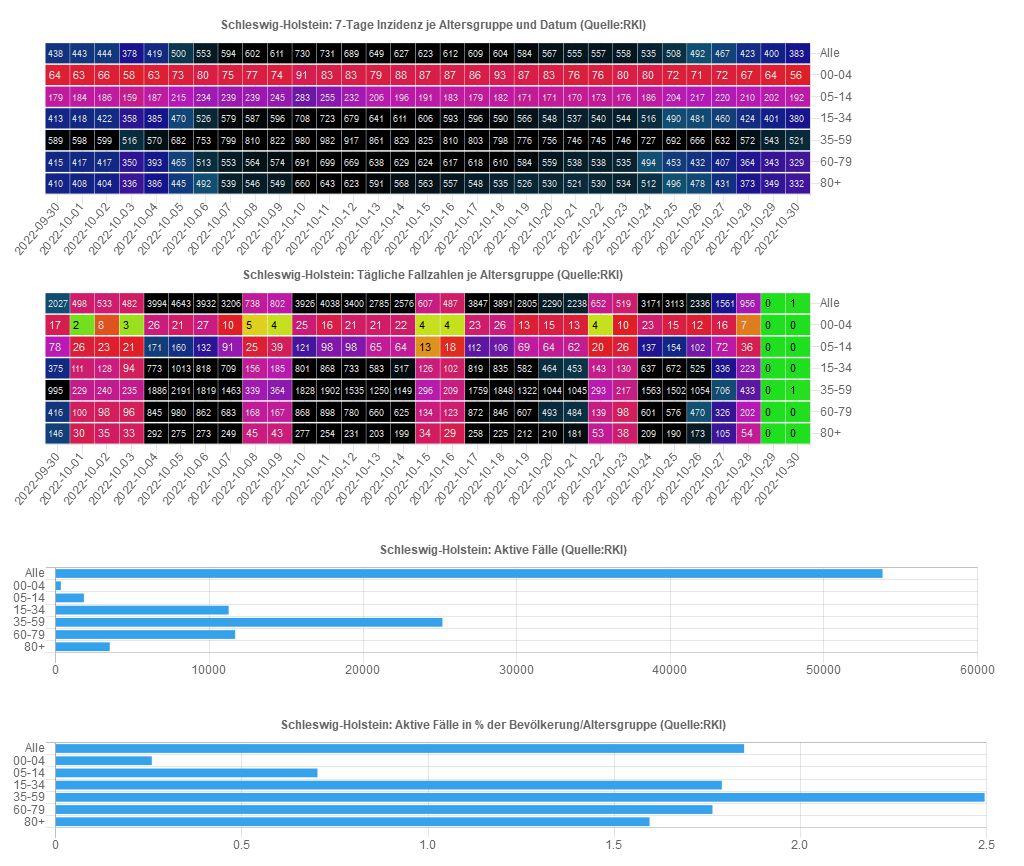 Schleswig-Holstein: 7-Tage Inzidenz je Altersgruppe und Datum (Quelle:RKI)
438 443 444 378 419 500 553 594 602 611 730 731 689 649 627 623 612 609 604 584 567 555 557 558 535 508 492 467 423 400 383 Alle
64 63 66 58 63 73 80 75 77 74 91 83 83 79 88 87 87 86 93 87 83 76 76 80 80 72 71 72 67 64 56 00-04
179 184 186 159 187 215 234 239 239 245 283 255 232 206 196 191 183 179 182 171 171 170 173 176 186 204 217 220 210 202 192 05-14
413 418 422 358 385 470 526 579 587 596 708 723 679 641 611 606 593 596 590 566 548 537 540 544 516 490 481 460 424 401 380 15-34
589 598 599 516 570 682 753 799 810 822 980 982 917 861 829 825 810 803 798 776 756 746 745 746 727 692 666 632 572 543 521 35-59
415 417 417 350 393 465 513 553 564 574 691 699 669 638 629 624 617 618 610 584 559 538 538 535 494 453 432 407 364 343 329 60-79
410 408 404 336 386 445 492 539 546 549 660 643 623 591 568 565 557 548 535 526 530 521 530 534 512 496 478 431 373 349 332 80+
2022-09-30 2022-10-01 2022-10-02 2022-10-03 2022-10-04 2022-10-05 2022-10-06 2022-10-07 2022-10-08 2022-10-09 2022-10-10 2022-10-11 2022-10-12 2022-10-13 2022-10-14 2022-10-15 2022-10-16 2022-10-17 2022-10-18 2022-10-19 2022-10-20 2022-10-21 2022-10-22 2022-10-23 2022-10-24 2022-10-25 2022-10-26 2022-10-27 2022-10-28 2022-10-29 2022-10-30
Schleswig-Holstein: Tägliche Fallzahlen je Altersgruppe (Quelle:RKI)
2027 498 533 482 3994 4643 3932 3206 738 802 3926 4038 3400 2785 2576 607 487 3847 3891 2805 2290 2238 652 519 3171 3113 2336 1561 956 0 1 Alle
17 2 8 3 26 21 27 10 5 4 25 16 21 21 22 4 4 23 26 13 15 13 4 10 23 15 12 16 7 0 0 00-04
78 26 23 21 171 160 132 91 25 39 121 98 98 65 64 13 18 112 106 69 64 62 20 26 137 154 102 72 36 0 0 05-14
375 111 128 94 773 1013 818 709 156 185 801 868 733 583 517 126 102 819 835 582 464 453 143 130 637 672 525 336 223 0 0 15-34
995 229 240 235 1886 2191 1819 1463 339 364 1828 1902 1535 1250 1149 296 209 1759 1848 1322 1044 1045 293 217 1563 1502 1054 706 433 0 1 35-59
416 100 98 96 845 980 862 683 168 167 868 898 780 660 625 134 123 872 846 607 493 484 139 98 601 576 470 326 202 0 0 60-79
146 30 35 33 292 275 273 249 45 43 277 254 231 203 199 34 29 258 225 212 210 181 53 38 209 190 173 105 54 0 0 80+
2022-09-30 2022-10-01 2022-10-02 2022-10-03 2022-10-04 2022-10-05 2022-10-06 2022-10-07 2022-10-08 2022-10-09 2022-10-10 2022-10-11 2022-10-12 2022-10-13 2022-10-14 2022-10-15 2022-10-16 2022-10-17 2022-10-18 2022-10-19 2022-10-20 2022-10-21 2022-10-22 2022-10-23 2022-10-24 2022-10-25 2022-10-26 2022-10-27 2022-10-28 2022-10-29 2022-10-30
Schleswig-Holstein: Aktive Fälle (Quelle:RKI)
Alle
00-04
05-14
15-34
35-59
60-79
80+
0 10000 20000 30000 40000 50000 60000
Schleswig-Holstein: Aktive Fälle in % der Bevölkerung/Altersgruppe (Quelle:RKI)
Alle
00-04
05-14
15-34
35-59
60-79
80+
0 0.5 1.0 1.5 2.0 2.5